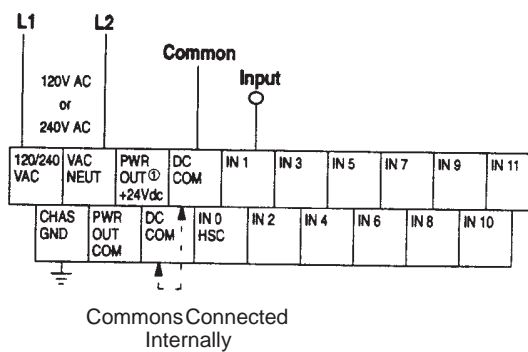 L1 L2
Common
Input
120V AC
or
240V AC
120/240 VAC NEUT PWR DC IN 1 IN 3 IN 5 IN 7 IN 9 IN 11
VAC OUT① COM
+24Vdc
CHAS PWR DC IN 0 IN 2 IN 4 IN 6 IN 8 IN 10
GND OUT COM HSC
COM
Commons Connected
Internally